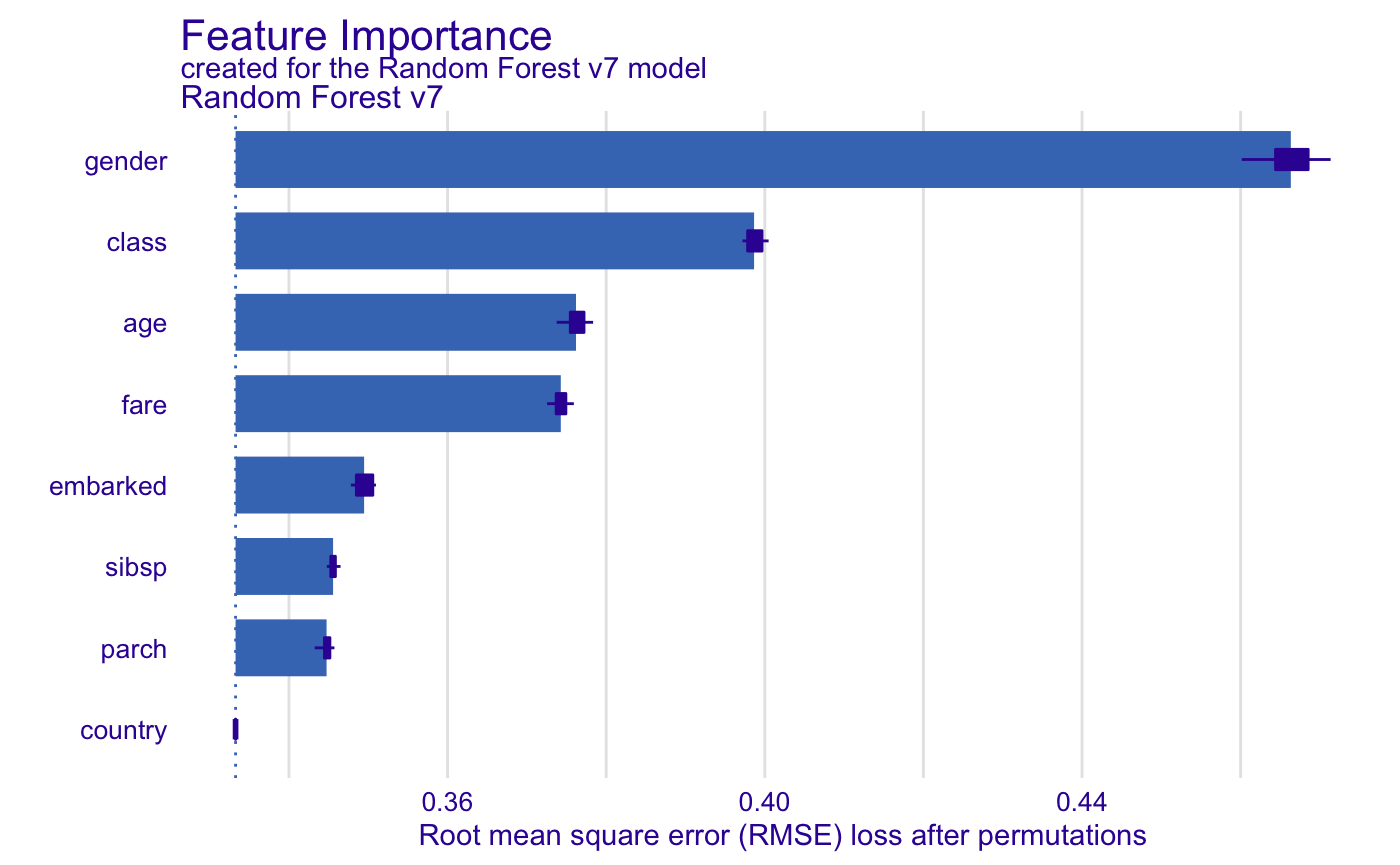 Feature Importance
created for the Random Forest v7 model
Random Forest v7
gender
class
age
fare
embarked
sibsp
parch
country
0.36 0.40 0.44
Root mean square error (RMSE) loss after permutations